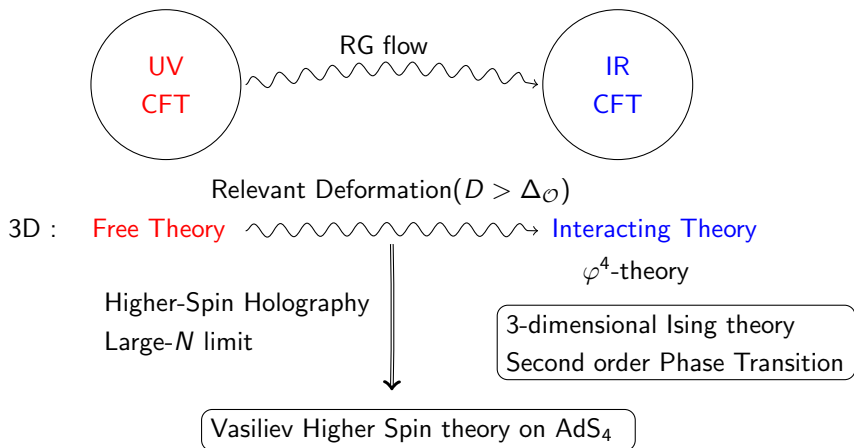 UV
CFT
RG flow
IR
CFT
Relevant Deformation(D > Δ_𝒪)
3D : Free Theory Interacting Theory
φ⁴-theory
Higher-Spin Holography
Large-N limit
3-dimensional Ising theory
Second order Phase Transition
Vasiliev Higher Spin theory on AdS₄